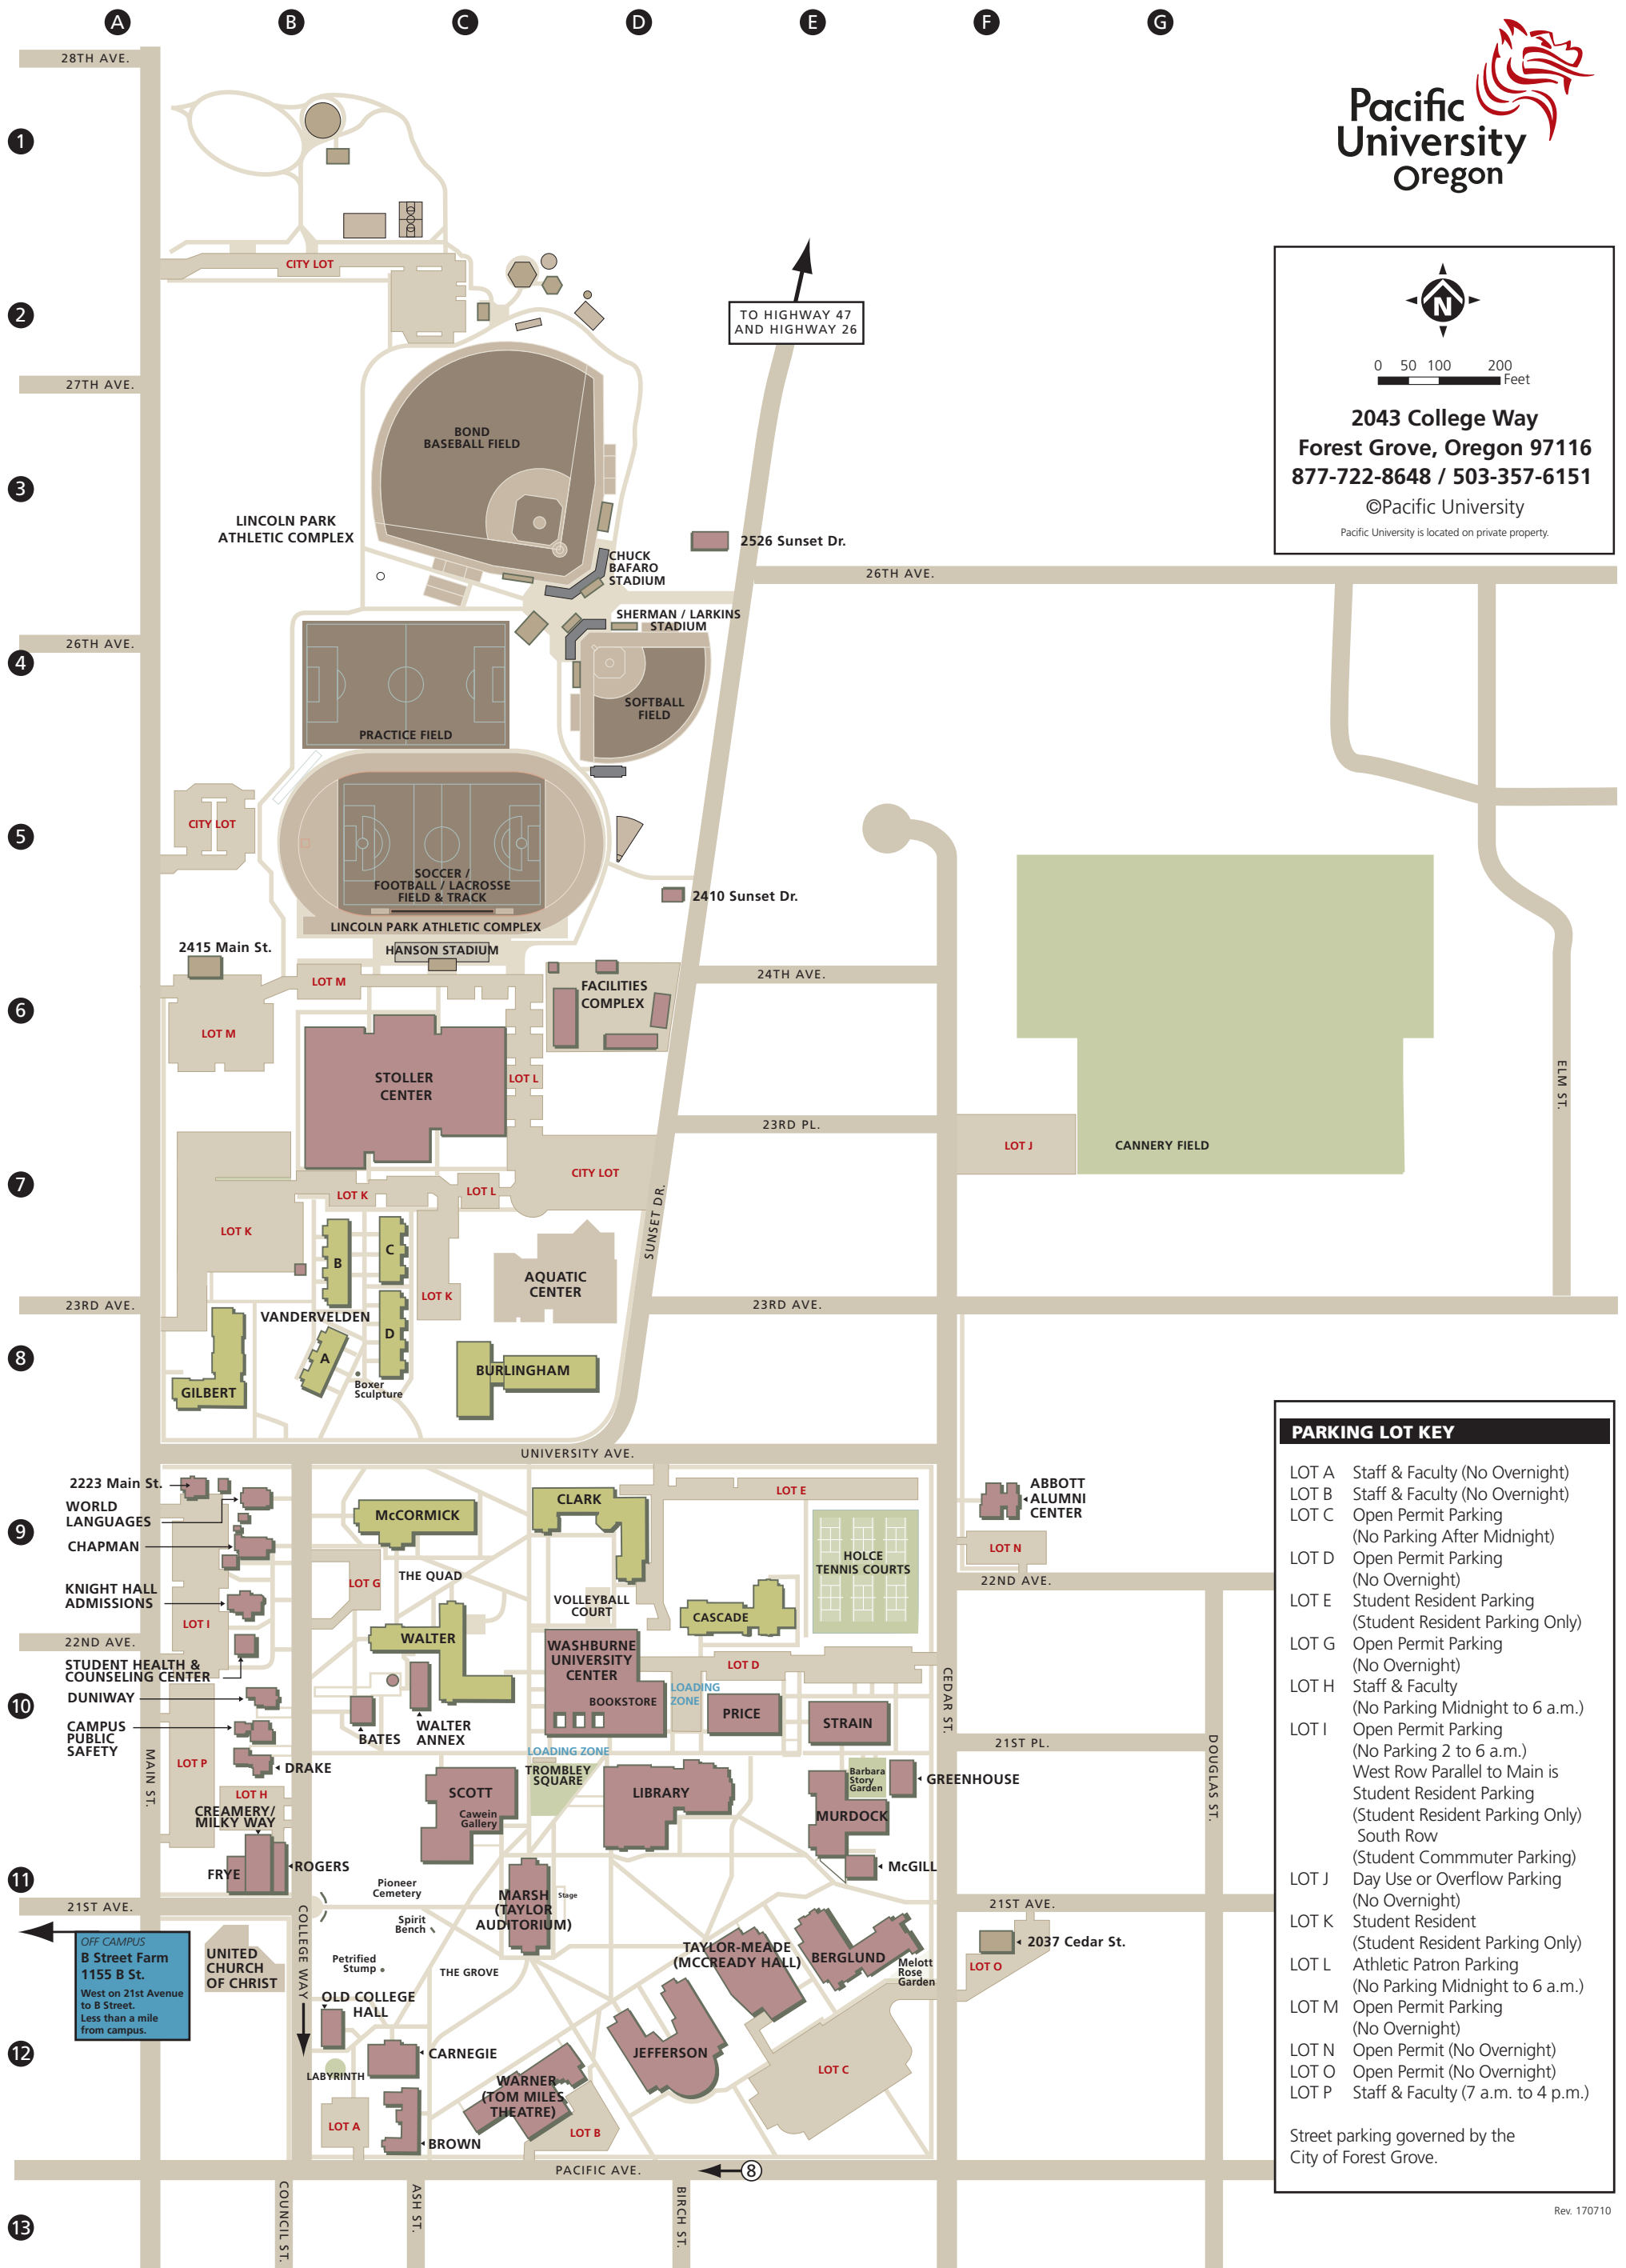 A
B
C
D
E
F
G
1
2
3
4
5
6
7
8
9
10
11
12
13
Pacific
University
Oregon
N
0 50 100 200
Feet
2043 College Way
Forest Grove, Oregon 97116
877-722-8648 / 503-357-6151
©Pacific University
Pacific University is located on private property.
28TH AVE.
CITY LOT
TO HIGHWAY 47
AND HIGHWAY 26
27TH AVE.
BOND
BASEBALL FIELD
LINCOLN PARK
ATHLETIC COMPLEX
2526 Sunset Dr.
CHUCK
BAFARO
STADIUM
26TH AVE.
SHERMAN / LARKINS
STADIUM
26TH AVE.
SOFTBALL
FIELD
PRACTICE FIELD
CITY LOT
SOCCER /
FOOTBALL / LACROSSE
FIELD & TRACK
2410 Sunset Dr.
LINCOLN PARK ATHLETIC COMPLEX
2415 Main St.
HANSON STADIUM
LOT M
24TH AVE.
FACILITIES
COMPLEX
LOT M
STOLLER
CENTER
LOT L
ELM ST.
23RD PL.
LOT J
CANNERY FIELD
CITY LOT
LOT K
LOT L
SUNSET DR.
LOT K
B
C
AQUATIC
CENTER
LOT K
23RD AVE.
23RD AVE.
VANDERVELDEN
D
A
BURLINGHAM
GILBERT
Boxer
Sculpture
UNIVERSITY AVE.
2223 Main St.
WORLD
LANGUAGES
CHAPMAN
KNIGHT HALL
ADMISSIONS
LOT I
22ND AVE.
STUDENT HEALTH &
COUNSELING CENTER
DUNIWAY
CAMPUS
PUBLIC
SAFETY
MAIN ST.
LOT P
DRAKE
LOT H
CREAMERY/
MILKY WAY
FRYE
ROGERS
McCORMICK
CLARK
LOT E
ABBOTT
ALUMNI
CENTER
LOT N
HOLCE
TENNIS COURTS
22ND AVE.
LOT G
THE QUAD
VOLLEYBALL
COURT
CASCADE
WALTER
WASHBURNE
UNIVERSITY
CENTER
BOOKSTORE
LOT D
LOADING
ZONE
PRICE
STRAIN
CEDAR ST.
21ST PL.
DOUGLAS ST.
BATES
WALTER
ANNEX
LOADING ZONE
TROMBLEY
SQUARE
SCOTT
Cawein
Gallery
LIBRARY
Barbara
Story
Garden
GREENHOUSE
MURDOCK
McGILL
21ST AVE.
21ST AVE.
Pioneer
Cemetery
MARSH
(TAYLOR
AUDITORIUM)
Stage
Spirit
Bench
COLLEGE WAY
OFF CAMPUS
B Street Farm
1155 B St.
West on 21st Avenue
to B Street.
Less than a mile
from campus.
UNITED
CHURCH
OF CHRIST
Petrified
Stump
THE GROVE
TAYLOR-MEADE
(MCCREADY HALL)
BERGLUND
Melott
Rose
Garden
2037 Cedar St.
LOT O
OLD COLLEGE
HALL
CARNEGIE
LABYRINTH
JEFFERSON
LOT C
WARNER
(TOM MILES
THEATRE)
LOT A
LOT B
BROWN
PACIFIC AVE.
8
COUNCIL ST.
ASH ST.
BIRCH ST.
PARKING LOT KEY
LOT A Staff & Faculty (No Overnight)
LOT B Staff & Faculty (No Overnight)
LOT C Open Permit Parking
(No Parking After Midnight)
LOT D Open Permit Parking
(No Overnight)
LOT E Student Resident Parking
(Student Resident Parking Only)
LOT G Open Permit Parking
(No Overnight)
LOT H Staff & Faculty
(No Parking Midnight to 6 a.m.)
LOT I Open Permit Parking
(No Parking 2 to 6 a.m.)
West Row Parallel to Main is
Student Resident Parking
(Student Resident Parking Only)
South Row
(Student Commmuter Parking)
LOT J Day Use or Overflow Parking
(No Overnight)
LOT K Student Resident
(Student Resident Parking Only)
LOT L Athletic Patron Parking
(No Parking Midnight to 6 a.m.)
LOT M Open Permit Parking
(No Overnight)
LOT N Open Permit (No Overnight)
LOT O Open Permit (No Overnight)
LOT P Staff & Faculty (7 a.m. to 4 p.m.)
Street parking governed by the
City of Forest Grove.
Rev. 170710